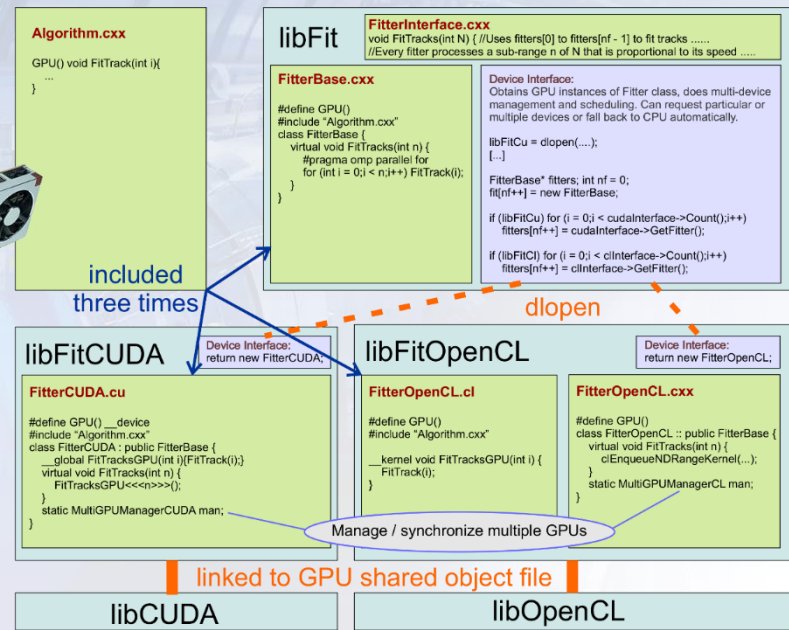 Algorithm.cxx
GPU() void FitTrack(int i){
...
}
libFit
FitterInterface.cxx
void FitTracks(int N) { //Uses fitters[0] to fitters[nf - 1] to fit tracks ......
//Every fitter processes a sub-range n of N that is proportional to its speed .....
FitterBase.cxx
#define GPU()
#include "Algorithm.cxx"
class FitterBase {
virtual void FitTracks(int n) {
#pragma omp parallel for
for (int i = 0;i < n;i++) FitTrack(i);
}
}
Device Interface:
Obtains GPU instances of Fitter class, does multi-device
management and scheduling. Can request particular or
multiple devices or fall back to CPU automatically.
libFitCu = dlopen(....);
[...]
FitterBase* fitters; int nf = 0;
fit[nf++] = new FitterBase;
if (libFitCu) for (i = 0;i < cudaInterface->Count();i++)
fitters[nf++] = cudaInterface->GetFitter();
if (libFitCl) for (i = 0;i < clInterface->Count();i++)
fitters[nf++] = clInterface->GetFitter();
included
three times
dlopen
libFitCUDA
Device Interface:
return new FitterCUDA;
FitterCUDA.cu
#define GPU() __device
#include "Algorithm.cxx"
class FitterCUDA : public FitterBase {
__global FitTracksGPU(int i){FitTrack(i);}
virtual void FitTracks(int n) {
FitTracksGPU<<<n>>>();
}
static MultiGPUManagerCUDA man;
}
libFitOpenCL
Device Interface:
return new FitterOpenCL;
FitterOpenCL.cl
#define GPU()
#include "Algorithm.cxx"
__kernel void FitTracksGPU(int i) {
FitTrack(i);
}
FitterOpenCL.cxx
#define GPU()
class FitterOpenCL :: public FitterBase {
virtual void FitTracks(int n) {
clEnqueueNDRangeKernel(...);
}
static MultiGPUManagerCL man;
}
Manage / synchronize multiple GPUs
linked to GPU shared object file
libCUDA
libOpenCL